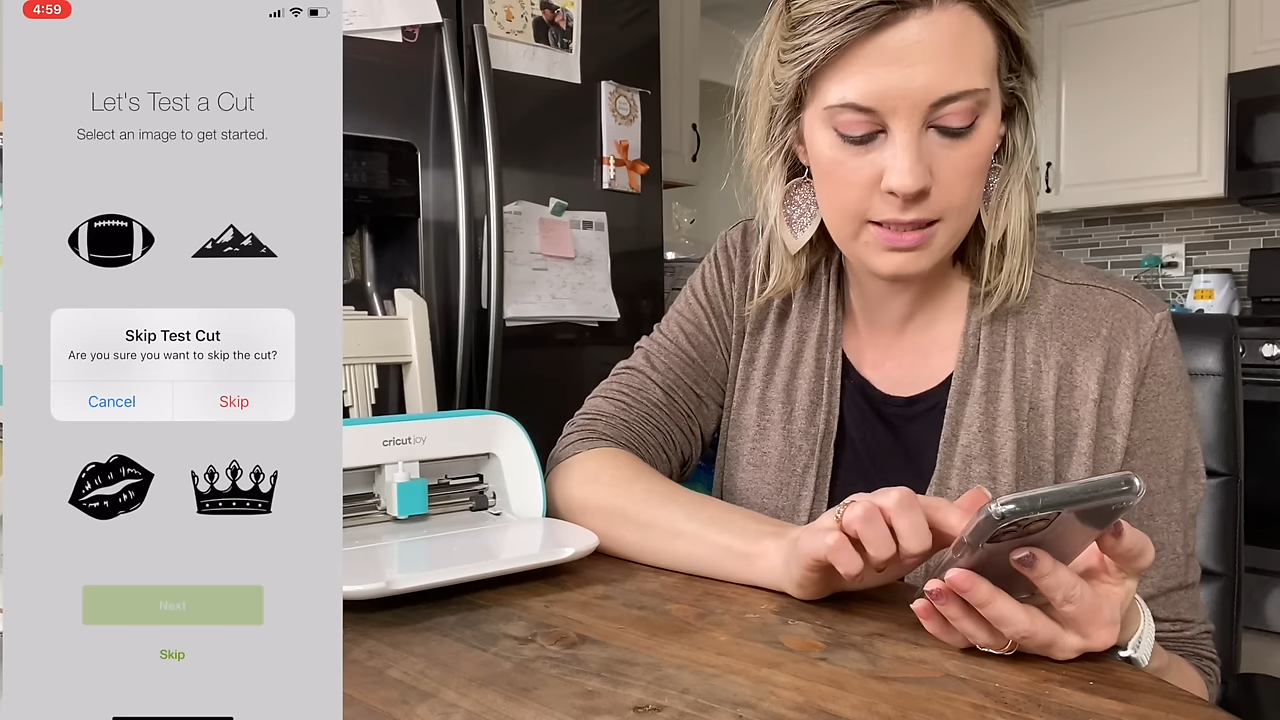 4:59
Let's Test a Cut
Select an image to get started.
Skip Test Cut
Are you sure you want to skip the cut?
Cancel
Skip
Next
Skip
cricut joy